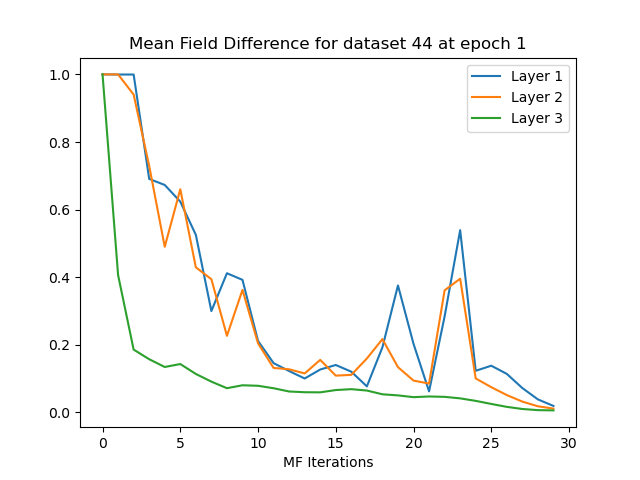 Mean Field Difference for dataset 44 at epoch 1
Layer 1
Layer 2
Layer 3
1.0
0.8
0.6
0.4
0.2
0.0
0 5 10 15 20 25 30
MF Iterations